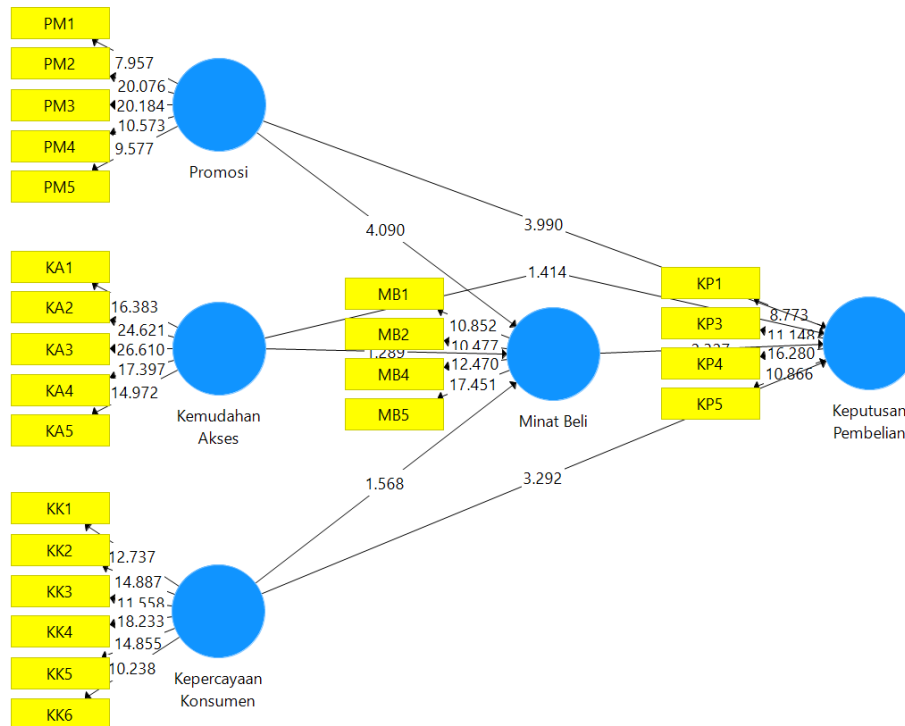 PM1
PM2
PM3
PM4
PM5
7.957
20.076
20.184
10.573
9.577
Promosi
4.090
3.990
KA1
KA2
KA3
KA4
KA5
16.383
24.621
26.610
17.397
14.972
Kemudahan
Akses
1.414
1.289
MB1
MB2
MB4
MB5
10.852
10.477
12.470
17.451
Minat Beli
KP1
KP3
KP4
KP5
8.773
11.148
16.280
10.866
Keputusan
Pembelian
KK1
KK2
KK3
KK4
KK5
KK6
12.737
14.887
11.558
18.233
14.855
10.238
Kepercayaan
Konsumen
1.568
3.292